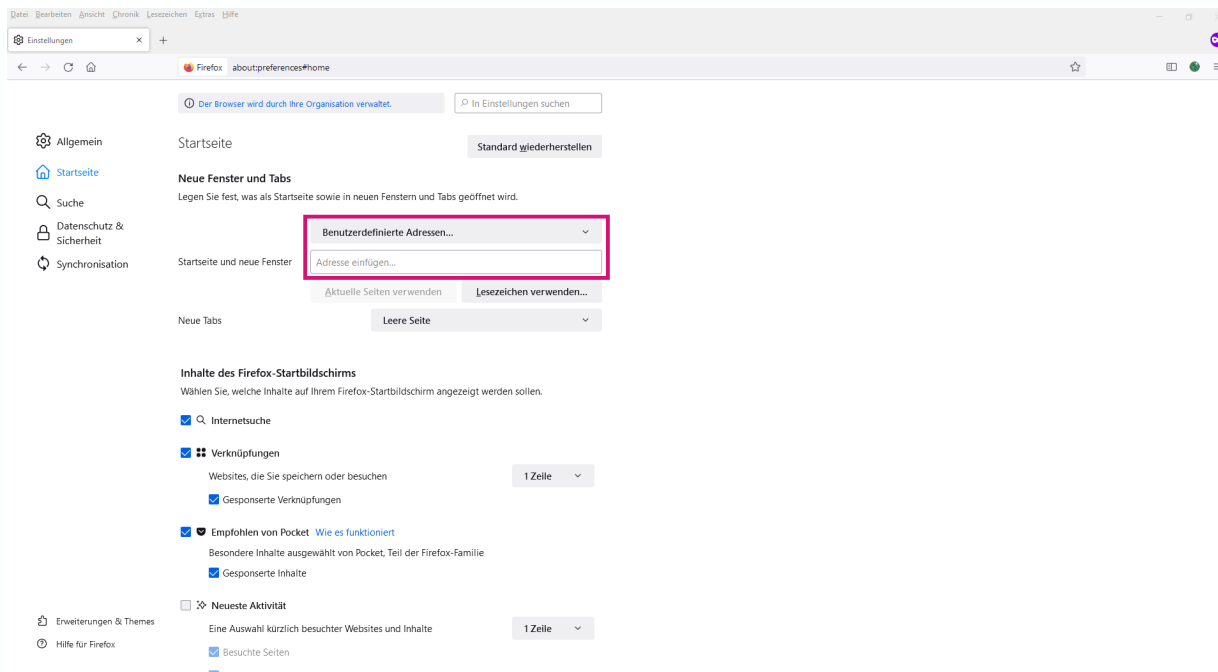 Datei Bearbeiten Ansicht Chronik Lesezeichen Extras Hilfe
Einstellungen
Firefox about:preferences#home
Der Browser wird durch Ihre Organisation verwaltet.
In Einstellungen suchen
Allgemein
Startseite
Suche
Datenschutz &
Sicherheit
Synchronisation
Startseite
Standard wiederherstellen
Neue Fenster und Tabs
Legen Sie fest, was als Startseite sowie in neuen Fenstern und Tabs geöffnet wird.
Benutzerdefinierte Adressen...
Startseite und neue Fenster
Adresse einfügen...
Aktuelle Seiten verwenden
Lesezeichen verwenden...
Neue Tabs
Leere Seite
Inhalte des Firefox-Startbildschirms
Wählen Sie, welche Inhalte auf Ihrem Firefox-Startbildschirm angezeigt werden sollen.
Internetsuche
Verknüpfungen
Websites, die Sie speichern oder besuchen
1 Zeile
Gesponserte Verknüpfungen
Empfohlen von Pocket Wie es funktioniert
Besondere Inhalte ausgewählt von Pocket, Teil der Firefox-Familie
Gesponserte Inhalte
Neueste Aktivität
Eine Auswahl kürzlich besuchter Websites und Inhalte
1 Zeile
Besuchte Seiten
Erweiterungen & Themes
Hilfe für Firefox